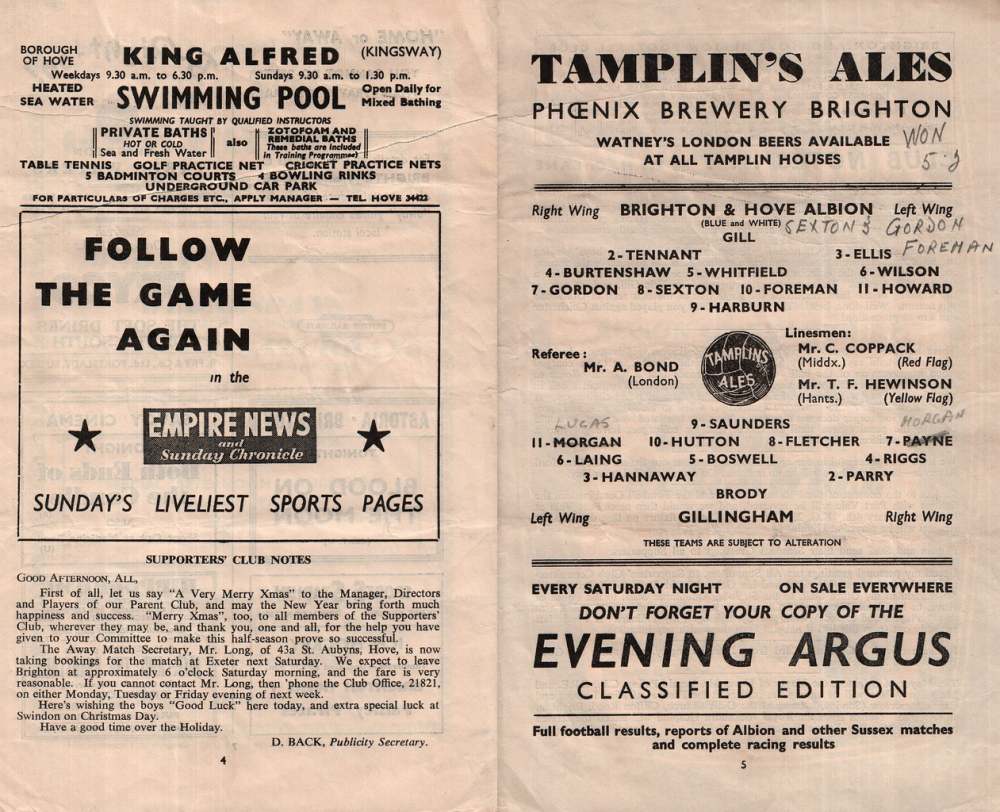 BOROUGH OF HOVE KING ALFRED (KINGSWAY)
Weekdays 9.30 a.m. to 6.30 p.m. Sundays 9.30 a.m. to 1.30 p.m.
HEATED SEA WATER SWIMMING POOL Open Daily for Mixed Bathing
SWIMMING TAUGHT BY QUALIFIED INSTRUCTORS
PRIVATE BATHS HOT OR COLD Sea and Fresh Water also ZOTOFOAM AND REMEDIAL BATHS These baths are included in Training Programmes)
TABLE TENNIS GOLF PRACTICE NET CRICKET PRACTICE NETS
5 BADMINTON COURTS 4 BOWLING RINKS
UNDERGROUND CAR PARK
FOR PARTICULARS OF CHARGES ETC., APPLY MANAGER — TEL. HOVE 34422
FOLLOW
THE GAME
AGAIN
in the
EMPIRE NEWS
and
Sunday Chronicle
SUNDAY'S LIVELIEST SPORTS PAGES
SUPPORTERS' CLUB NOTES
GOOD AFTERNOON, ALL,
First of all, let us say "A Very Merry Xmas" to the Manager, Directors
and Players of our Parent Club, and may the New Year bring forth much
happiness and success. "Merry Xmas", too, to all members of the Supporters'
Club, wherever they may be, and thank you, one and all, for the help you have
given to your Committee to make this half-season prove so successful.
The Away Match Secretary, Mr. Long, of 43a St. Aubyns, Hove, is now
taking bookings for the match at Exeter next Saturday. We expect to leave
Brighton at approximately 6 o'clock Saturday morning, and the fare is very
reasonable. If you cannot contact Mr. Long, then 'phone the Club Office, 21821,
on either Monday, Tuesday or Friday evening of next week.
Here's wishing the boys "Good Luck" here today, and extra special luck at
Swindon on Christmas Day.
Have a good time over the Holiday.
D. BACK, Publicity Secretary.
4
TAMPLIN'S ALES
PHŒNIX BREWERY BRIGHTON
WATNEY'S LONDON BEERS AVAILABLE
AT ALL TAMPLIN HOUSES
WON
Right Wing BRIGHTON & HOVE ALBION Left Wing
(BLUE and WHITE) SEXTON 3 GORDON
GILL FOREMAN
2-TENNANT 3-ELLIS
4-BURTENSHAW 5-WHITFIELD 6-WILSON
7-GORDON 8-SEXTON 10-FOREMAN 11-HOWARD
9-HARBURN
Referee:
Mr. A. BOND
(London)
TAMPLINS
ALES
Linesmen:
Mr. C. COPPACK
(Middx.) (Red Flag)
Mr. T. F. HEWINSON
(Hants.) (Yellow Flag)
LUCAS 9-SAUNDERS MORGAN
11-MORGAN 10-HUTTON 8-FLETCHER 7-PAYNE
6-LAING 5-BOSWELL 4-RIGGS
3-HANNAWAY 2-PARRY
BRODY
Left Wing GILLINGHAM Right Wing
THESE TEAMS ARE SUBJECT TO ALTERATION
EVERY SATURDAY NIGHT ON SALE EVERYWHERE
DON'T FORGET YOUR COPY OF THE
EVENING ARGUS
CLASSIFIED EDITION
Full football results, reports of Albion and other Sussex matches
and complete racing results
5